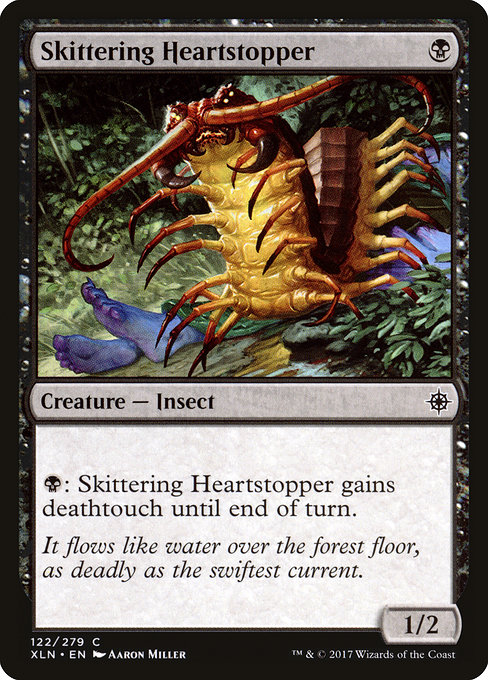 Skittering Heartstopper
Creature — Insect
: Skittering Heartstopper gains
deathtouch until end of turn.
It flows like water over the forest floor,
as deadly as the swiftest current.
1/2
122/279 C
XLN • EN Aaron Miller
™ & © 2017 Wizards of the Coast